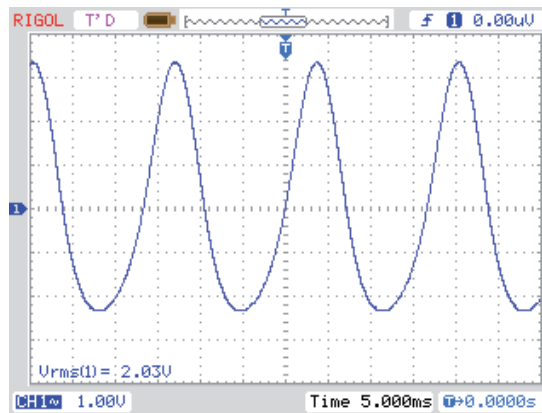 RIGOL T'D T f 1 0.00uV
T
1
Vrms(1)= 2.03V
CH1~ 1.00V Time 5.000ms T→0.0000s